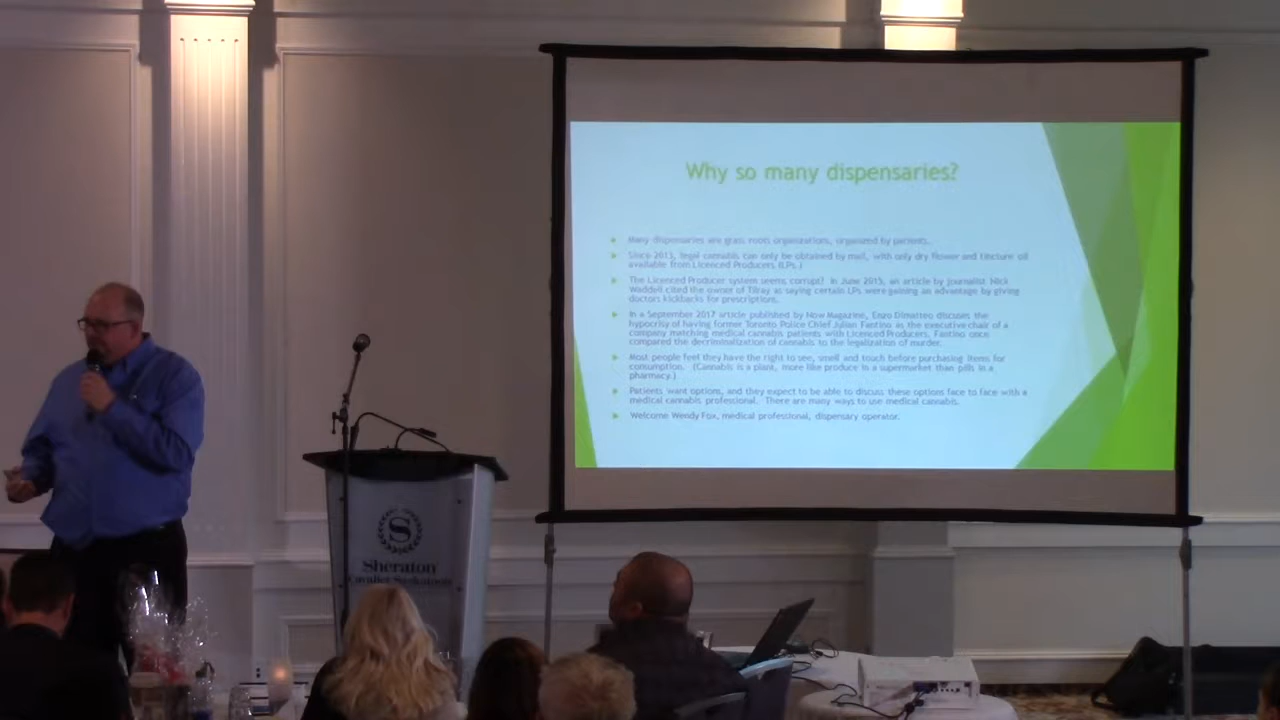 Why so many dispensaries?
Many dispensaries are grass roots organizations, organized by patients.
Since 2013, legal cannabis can only be obtained by mail, with only dry flower and tincture oil
available from Licenced Producers (LPs.)
The Licenced Producer system seems corrupt? In June 2015, an article by journalist Nick
Waddell cited the owner of Tilray as saying certain LPs were gaining an advantage by giving
doctors kickbacks for prescriptions.
In a September 2017 article published by Now Magazine, Enzo Dimatteo discusses the
hypocrisy of having former Toronto Police Chief Julian Fantino as the executive chair of a
company matching medical cannabis patients with Licenced Producers. Fantino once
compared the decriminalization of cannabis to the legalization of murder.
Most people feel they have the right to see, smell and touch before purchasing items for
consumption. (Cannabis is a plant, more like produce in a supermarket than pills in a
pharmacy.)
Patients want options, and they expect to be able to discuss these options face to face with a
medical cannabis professional. There are many ways to use medical cannabis.
Welcome Wendy Fox, medical professional, dispensary operator.
S
Sheraton
Cavalier Saskatoon